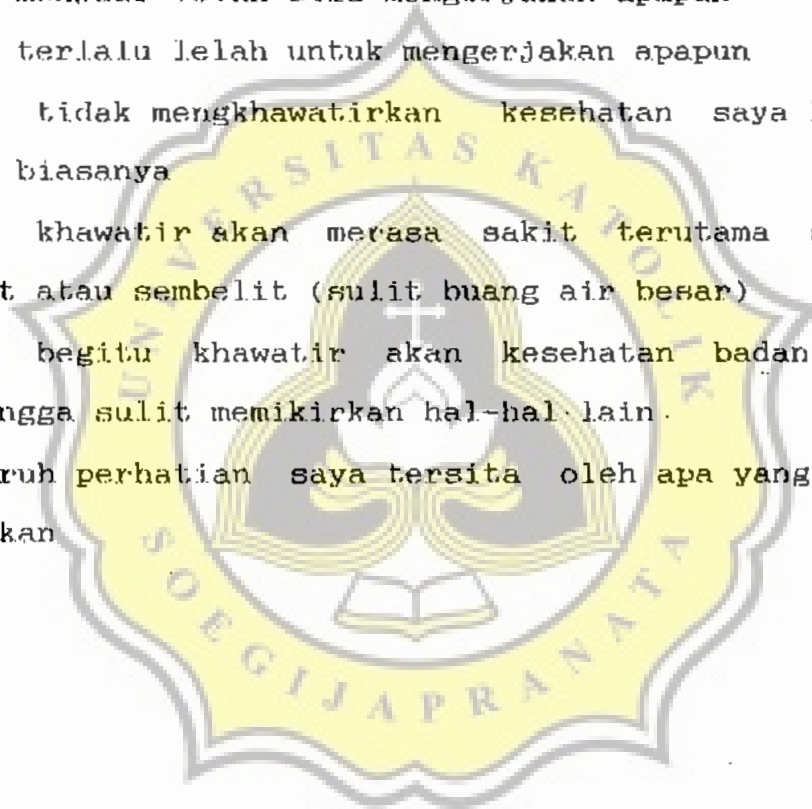 mengerjakan apapun
terlalu lelah untuk mengerjakan apapun
tidak mengkhawatirkan kesehatan saya
biasanya
khawatir akan merasa sakit terutama
t atau sembelit (sulit buang air besar)
begitu khawatir akan kesehatan badan
ngga sulit memikirkan hal-hal lain
ruh perhatian saya tersita oleh apa yang
kan
UNIVERSITAS KATOLIK
SOEGIJAPRANATA